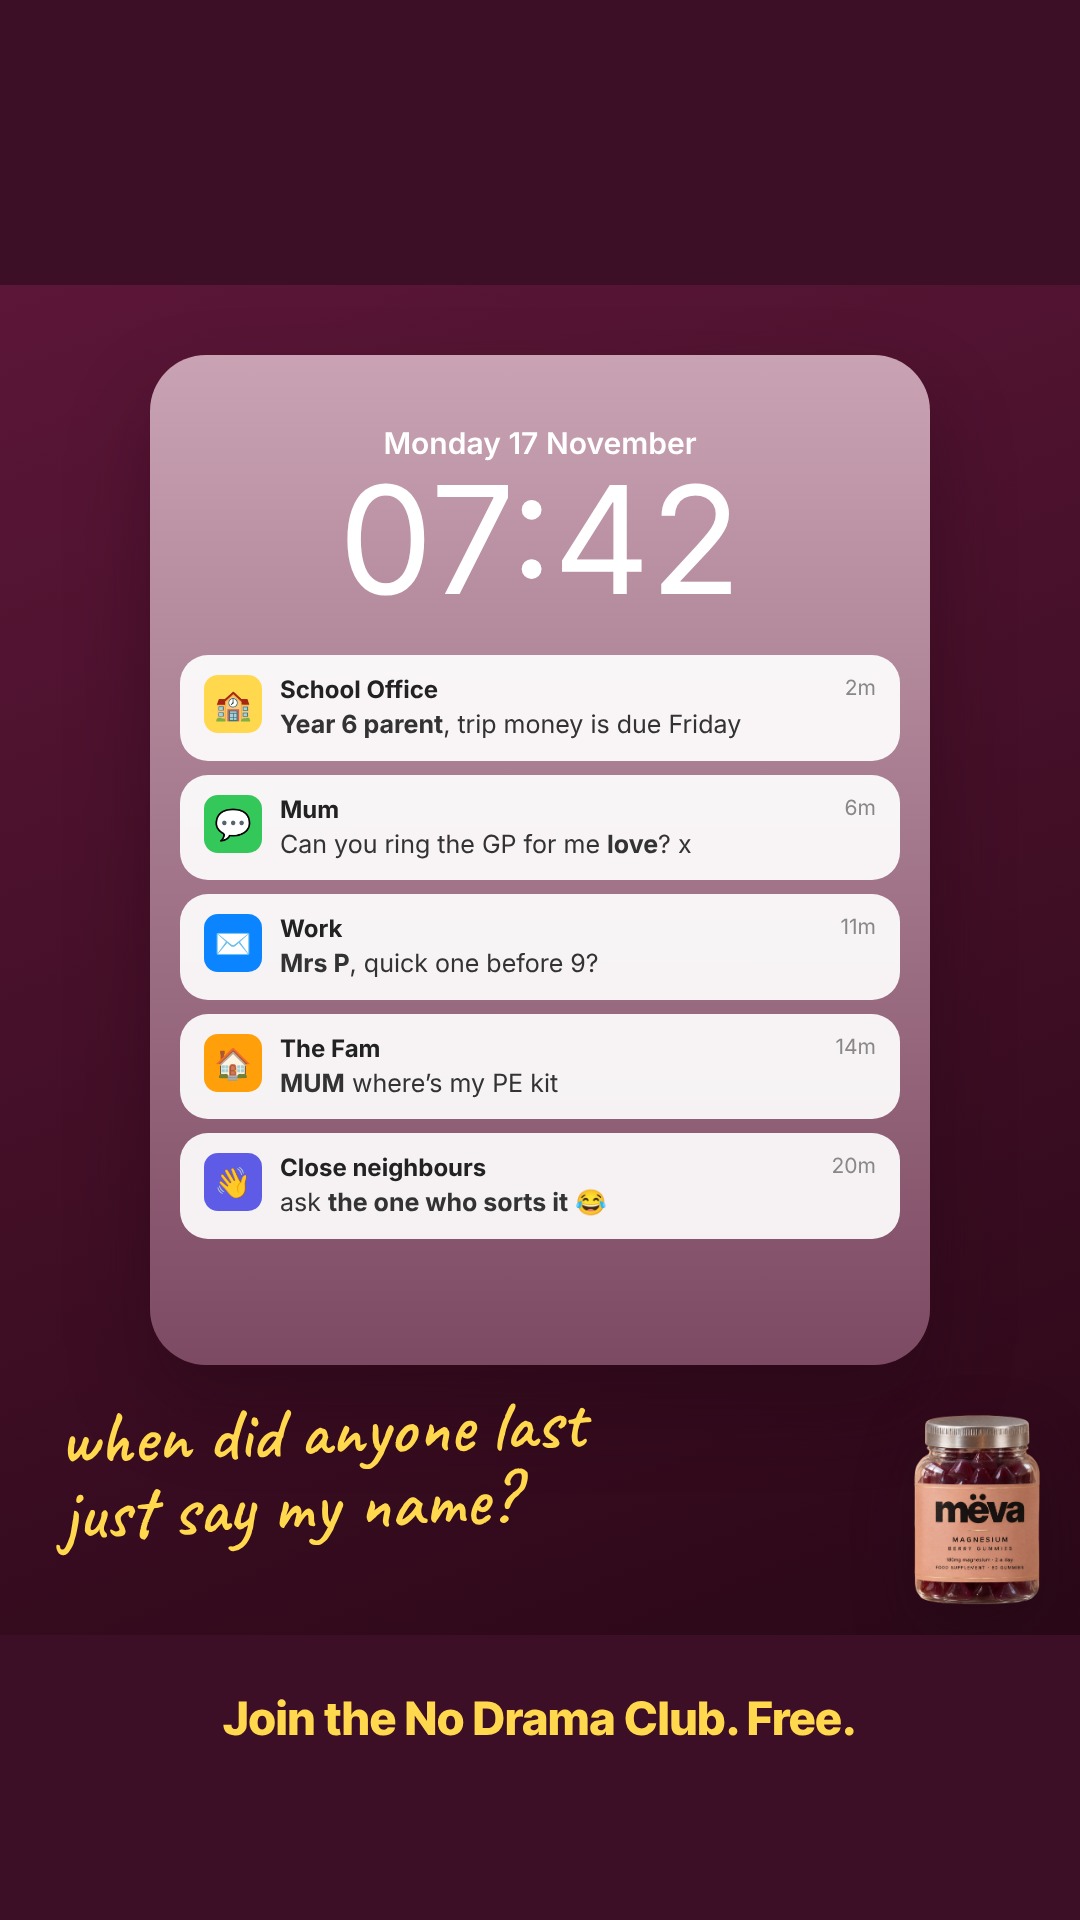 Monday 17 November
07:42
School Office
2m
Year 6 parent, trip money is due Friday
Mum
6m
Can you ring the GP for me love? x
Work
11m
Mrs P, quick one before 9?
The Fam
14m
MUM where’s my PE kit
Close neighbours
20m
ask the one who sorts it 😂
when did anyone last
just say my name?
mëva
MAGNESIUM
BERRY GUMMIES
Join the No Drama Club. Free.